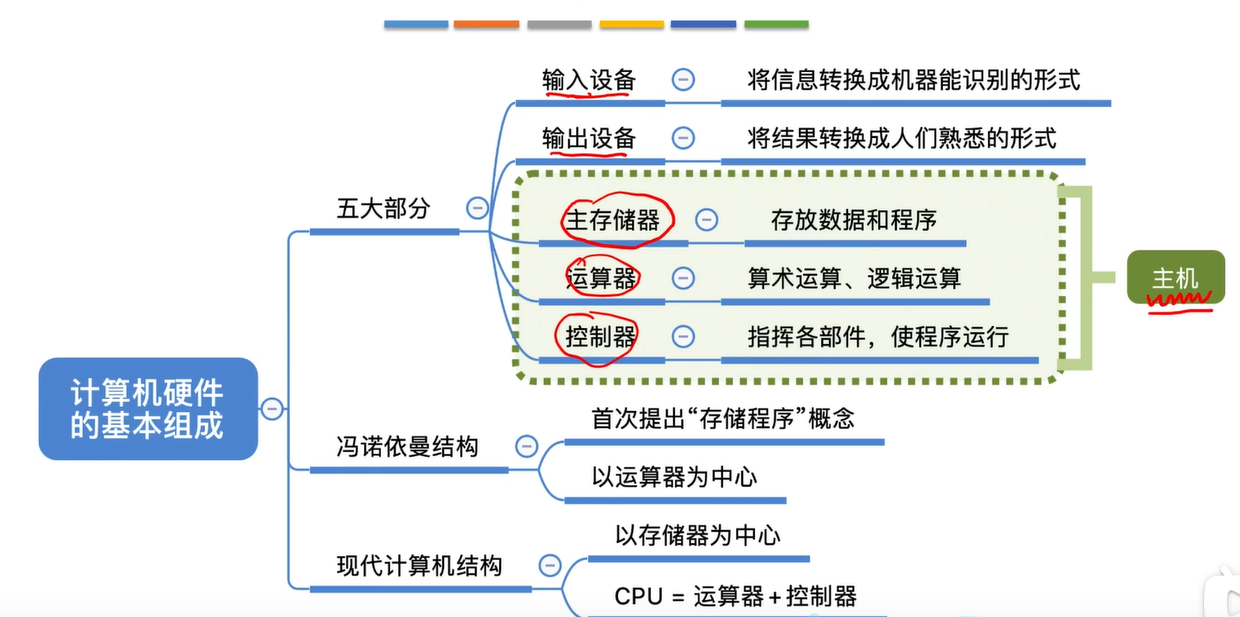 输入设备
将信息转换成机器能识别的形式
输出设备
将结果转换成人们熟悉的形式
五大部分
主存储器
存放数据和程序
运算器
算术运算、逻辑运算
主机
控制器
指挥各部件，使程序运行
计算机硬件
的基本组成
冯诺依曼结构
首次提出“存储程序”概念
以运算器为中心
现代计算机结构
以存储器为中心
CPU = 运算器+控制器